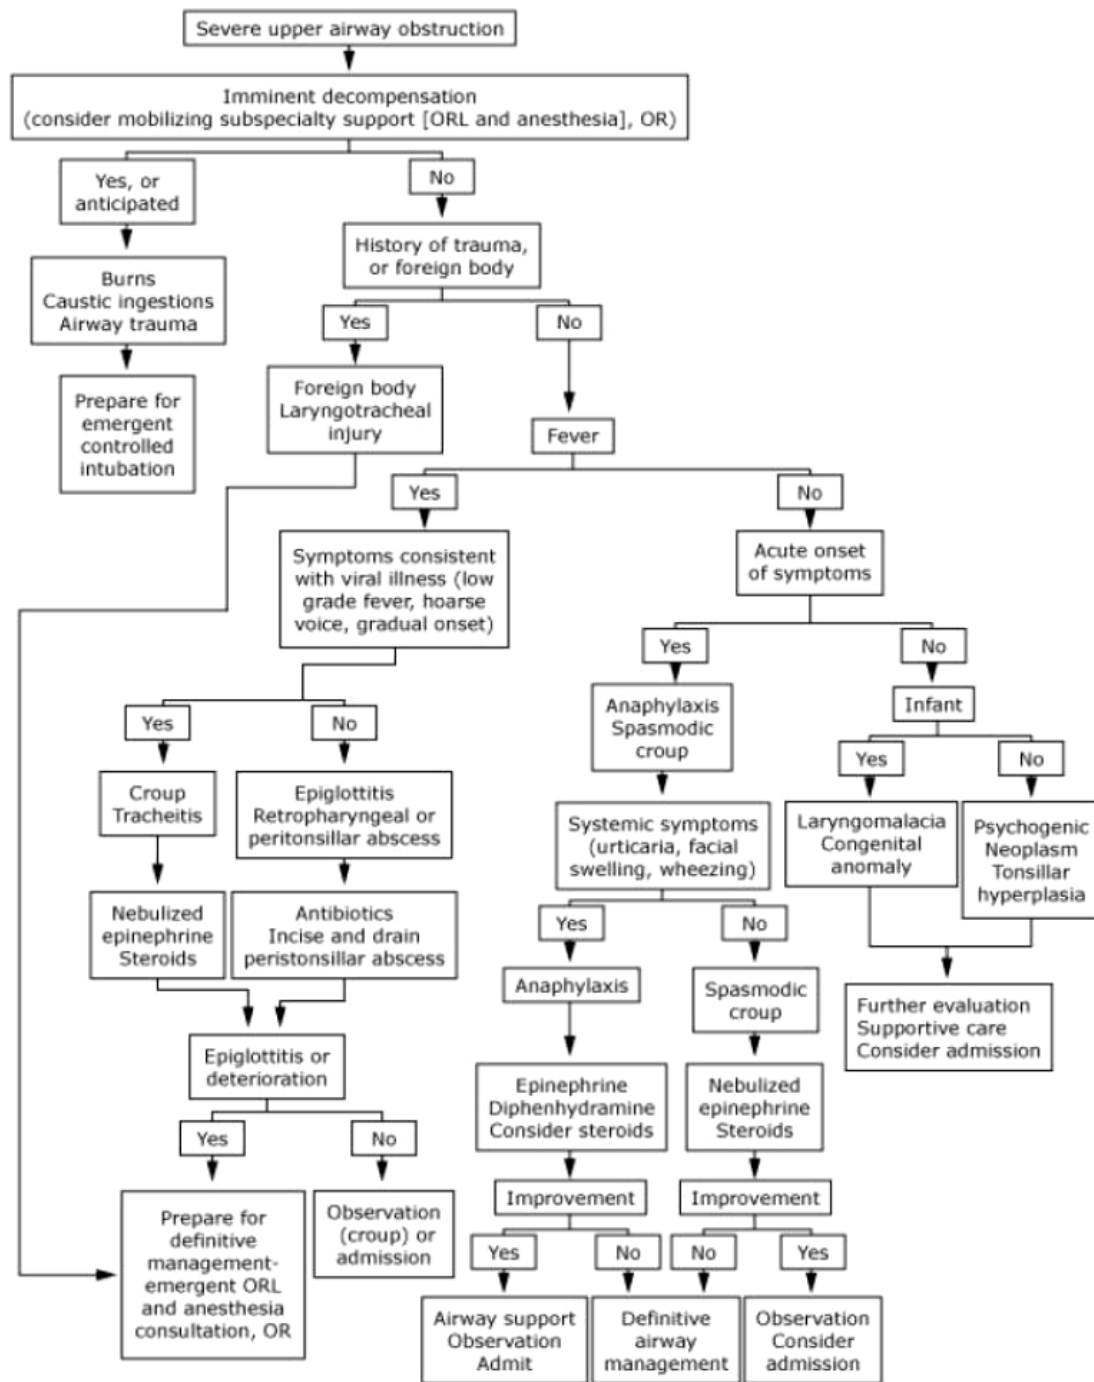 Severe upper airway obstruction
Imminent decompensation
(consider mobilizing subspecialty support [ORL and anesthesia], OR)
Yes, or
anticipated
No
Burns
Caustic ingestions
Airway trauma
History of trauma,
or foreign body
Prepare for
emergent
controlled
intubation
Yes
No
Foreign body
Laryngotracheal
injury
Fever
Yes
No
Symptoms consistent
with viral illness (low
grade fever, hoarse
voice, gradual onset)
Acute onset
of symptoms
Yes
No
Yes
No
Croup
Tracheitis
Epiglottitis
Retropharyngeal or
peritonsillar abscess
Nebulized
epinephrine
Steroids
Antibiotics
Incise and drain
peristonsillar abscess
Epiglottitis or
deterioration
Yes
No
Prepare for
definitive
management-
emergent ORL
and anesthesia
consultation, OR
Observation
(croup) or
admission
Anaphylaxis
Spasmodic
croup
Infant
Yes
No
Systemic symptoms
(urticaria, facial
swelling, wheezing)
Laryngomalacia
Congenital
anomaly
Psychogenic
Neoplasm
Tonsillar
hyperplasia
Yes
No
Anaphylaxis
Spasmodic
croup
Further evaluation
Supportive care
Consider admission
Epinephrine
Diphenhydramine
Consider steroids
Nebulized
epinephrine
Steroids
Improvement
Improvement
Yes
No
No
Yes
Airway support
Observation
Admit
Definitive
airway
management
Observation
Consider
admission